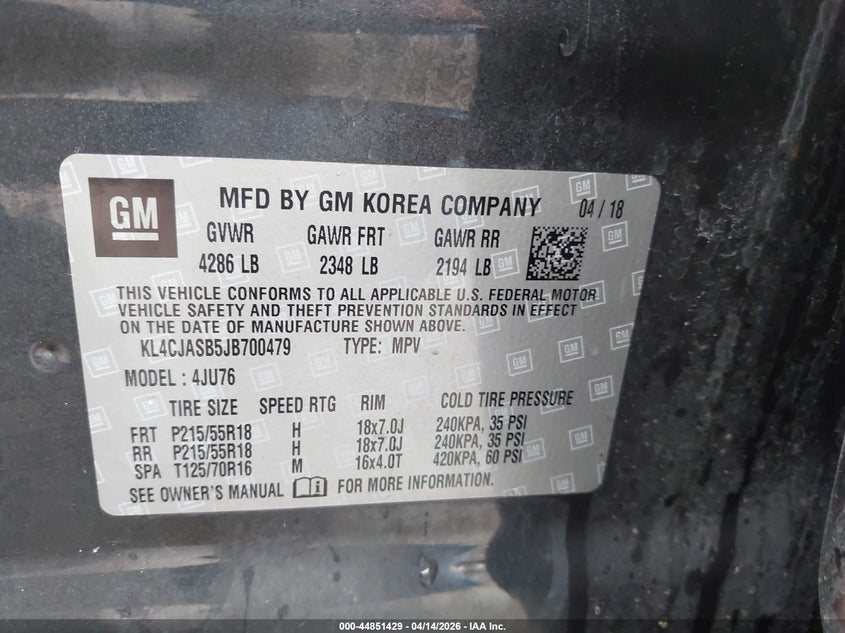 GM
MFD BY GM KOREA COMPANY 04 / 18
GVWR GAWR FRT GAWR RR
4286 LB 2348 LB 2194 LB
THIS VEHICLE CONFORMS TO ALL APPLICABLE U.S. FEDERAL MOTOR
VEHICLE SAFETY AND THEFT PREVENTION STANDARDS IN EFFECT
ON THE DATE OF MANUFACTURE SHOWN ABOVE.
KL4CJASB5JB700479 TYPE: MPV
MODEL : 4JU76
TIRE SIZE SPEED RTG RIM COLD TIRE PRESSURE
FRT P215/55R18 H 18x7.0J 240KPA, 35 PSI
RR P215/55R18 H 18x7.0J 240KPA, 35 PSI
SPA T125/70R16 M 16x4.0T 420KPA, 60 PSI
SEE OWNER'S MANUAL FOR MORE INFORMATION.
000-44851429 - 04/14/2026 - IAA Inc.